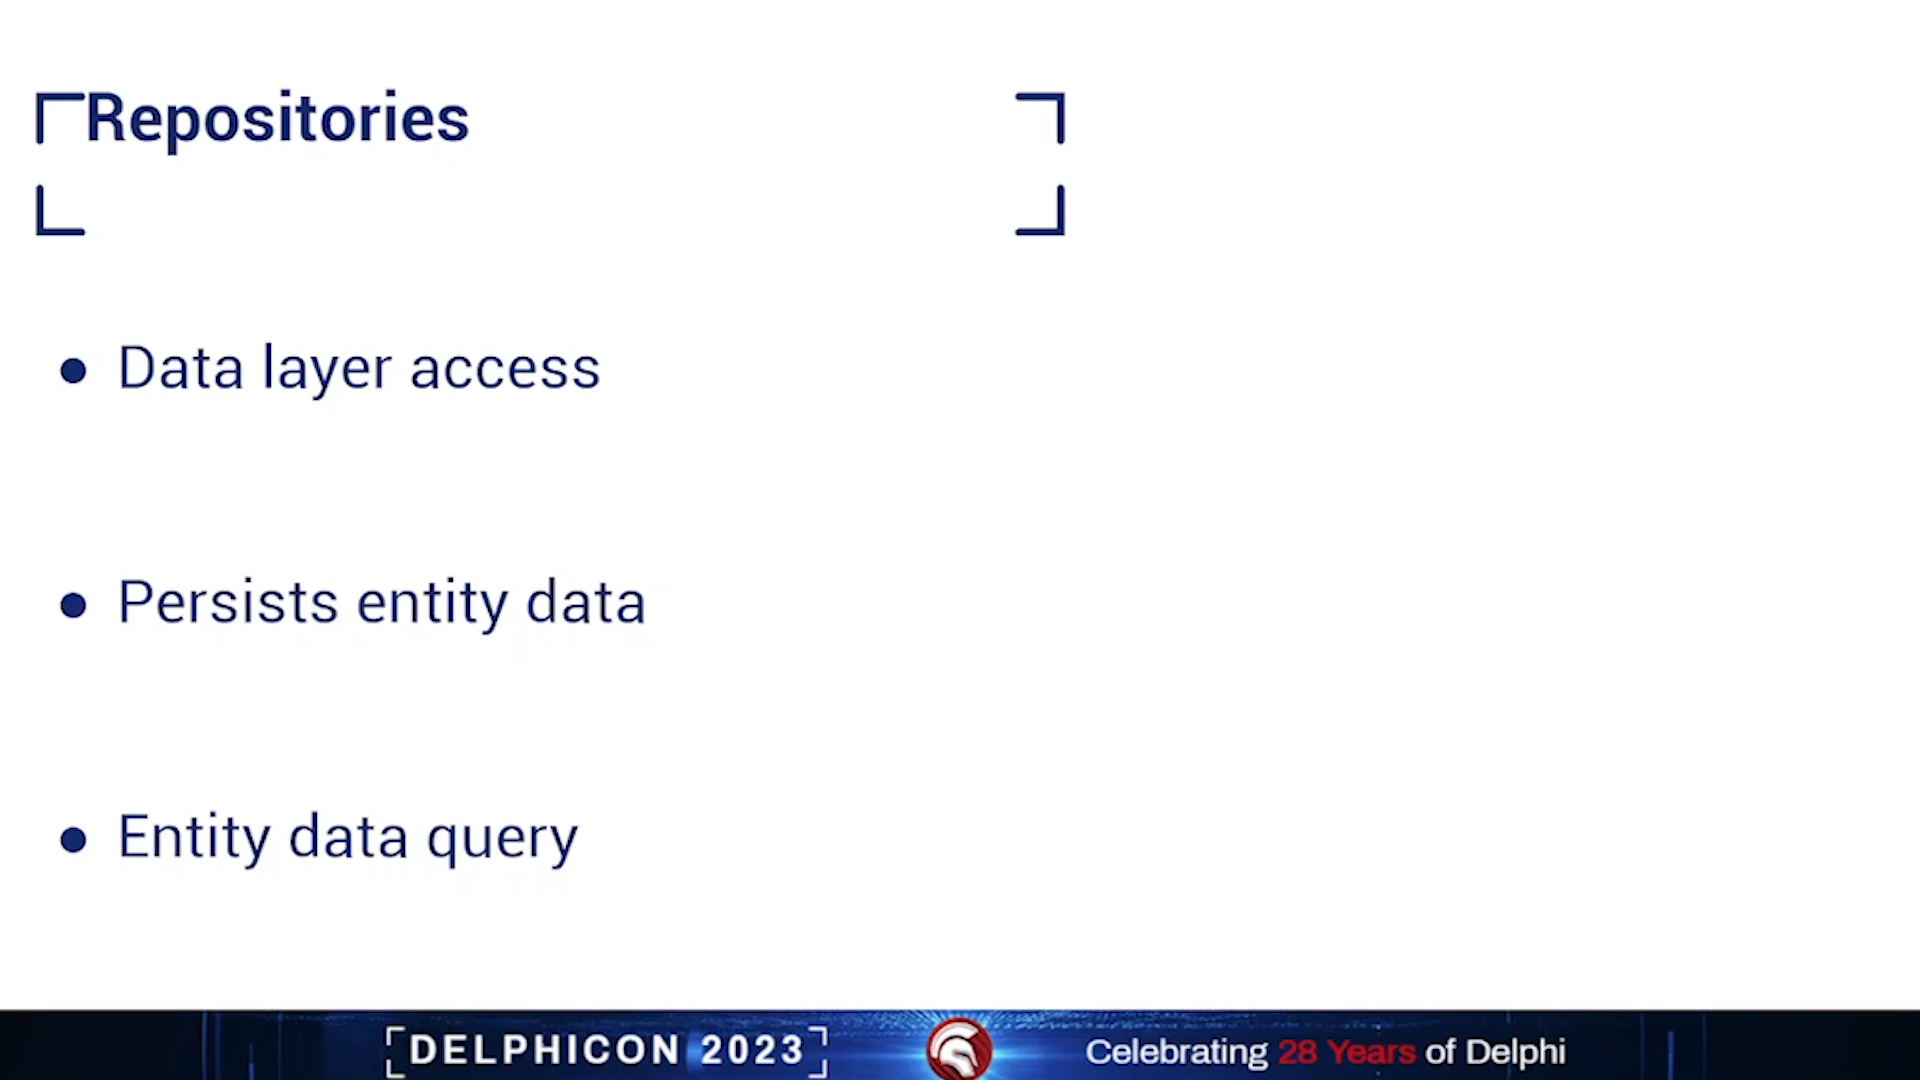 Repositories
● Data layer access
● Persists entity data
● Entity data query
DELPHICON 2023
Celebrating 28 Years of Delphi